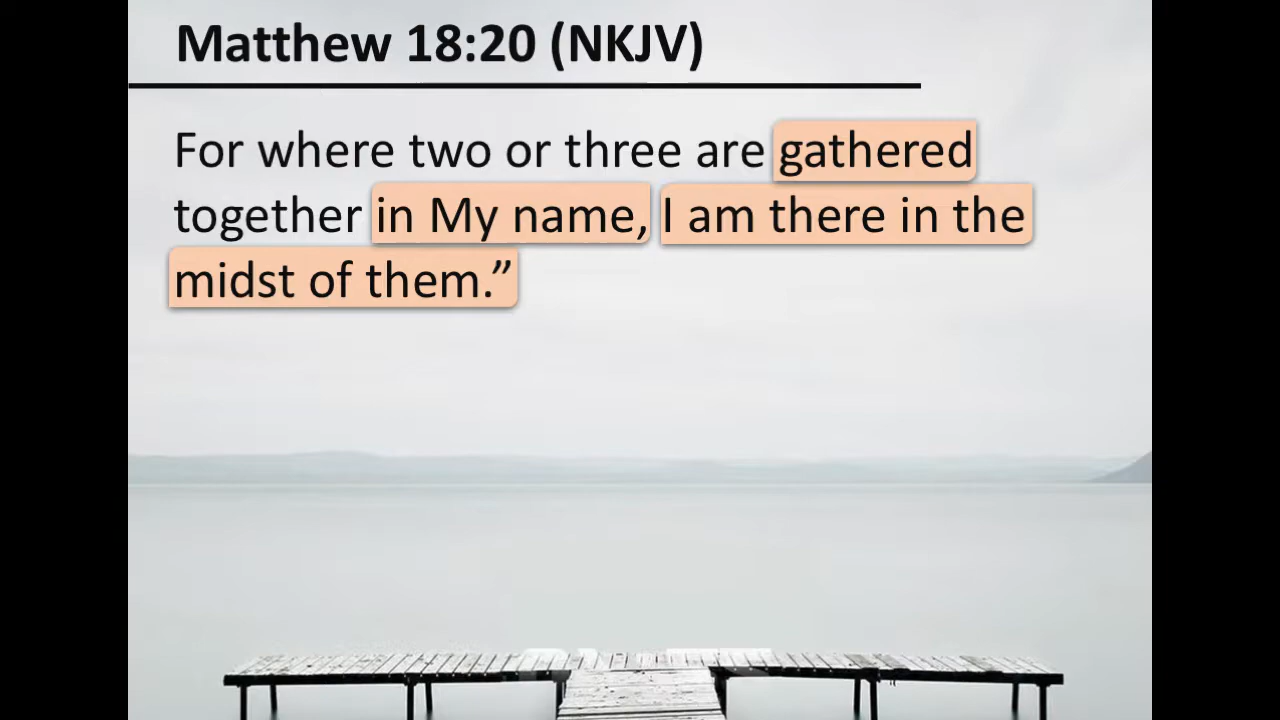 Matthew 18:20 (NKJV)
For where two or three are gathered
together in My name, I am there in the
midst of them.”